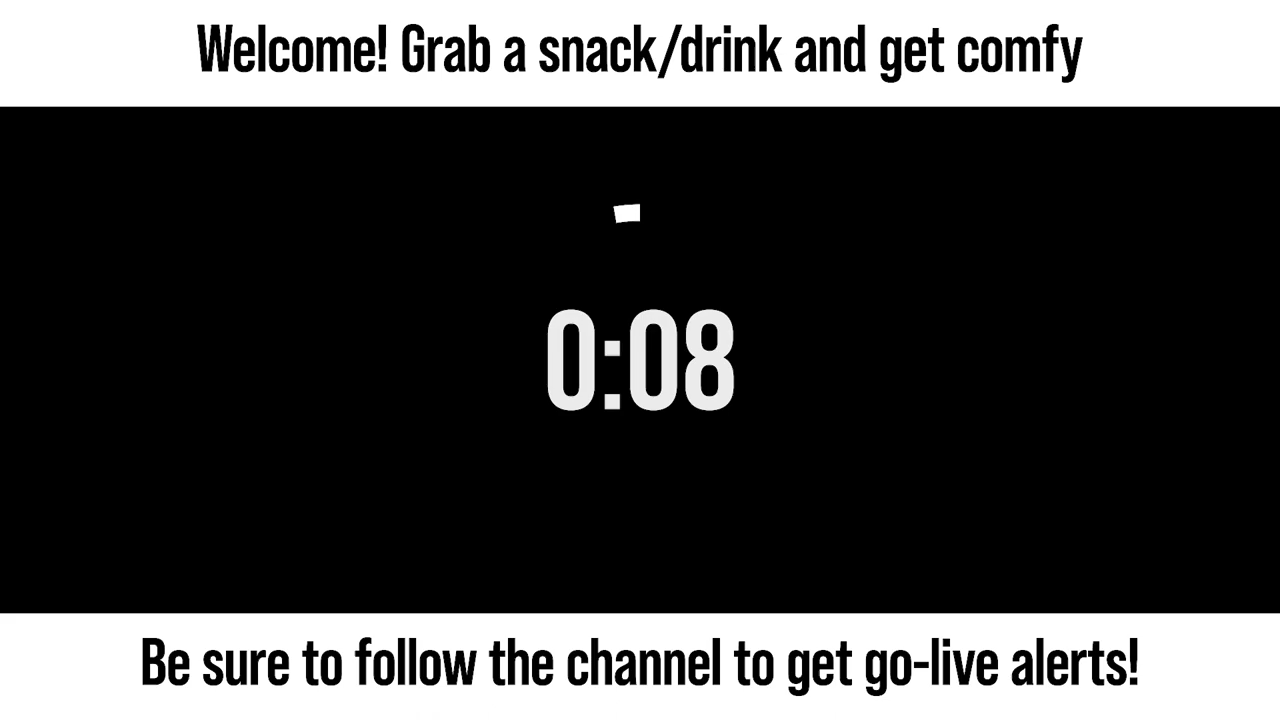 Welcome! Grab a snack/drink and get comfy
0:08
Be sure to follow the channel to get go-live alerts!